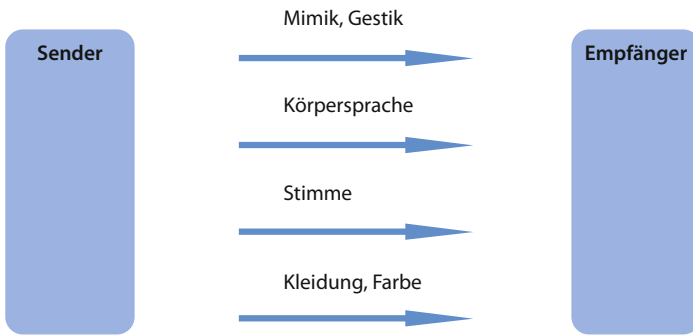 Mimik, Gestik
Sender
Empfänger
Körpersprache
Stimme
Kleidung, Farbe